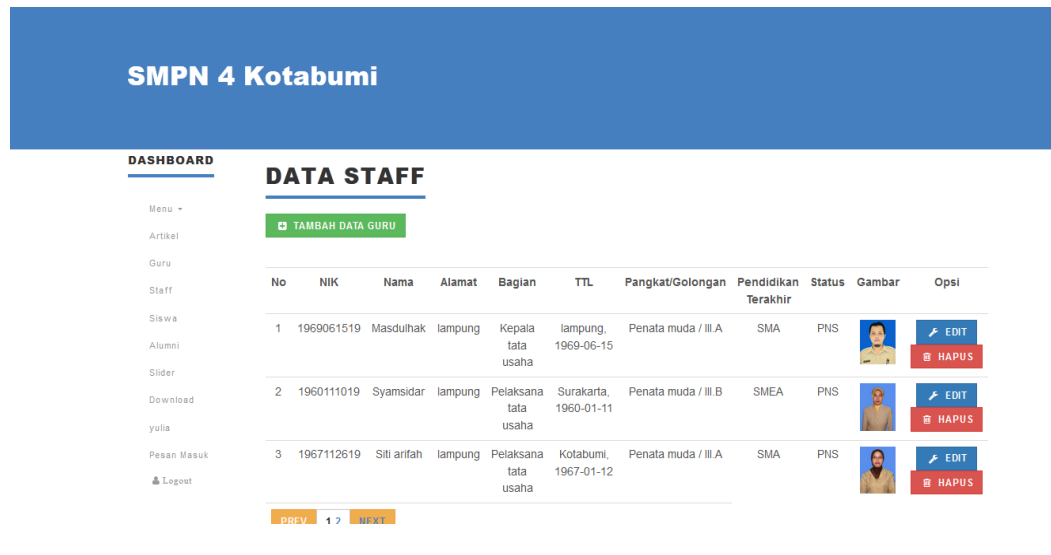 SMPN 4 Kotabumi
DASHBOARD
Menu
Artikel
Guru
Staff
Siswa
Alumni
Slider
Download
yulia
Pesan Masuk
Logout
DATA STAFF
TAMBAH DATA GURU
No NIK Nama Alamat Bagian TTL Pangkat/Golongan Pendidikan Terakhir Status Gambar Opsi
1 1969061519 Masdulhak lampung Kepala tata usaha lampung, 1969-06-15 Penata muda / III.A SMA PNS EDIT HAPUS
2 1960111019 Syamsidar lampung Pelaksana tata usaha Surakarta, 1960-01-11 Penata muda / III.B SMEA PNS EDIT HAPUS
3 1967112619 Siti arifah lampung Pelaksana tata usaha Kotabumi, 1967-01-12 Penata muda / III.A SMA PNS EDIT HAPUS
PREV 1 2 NEXT